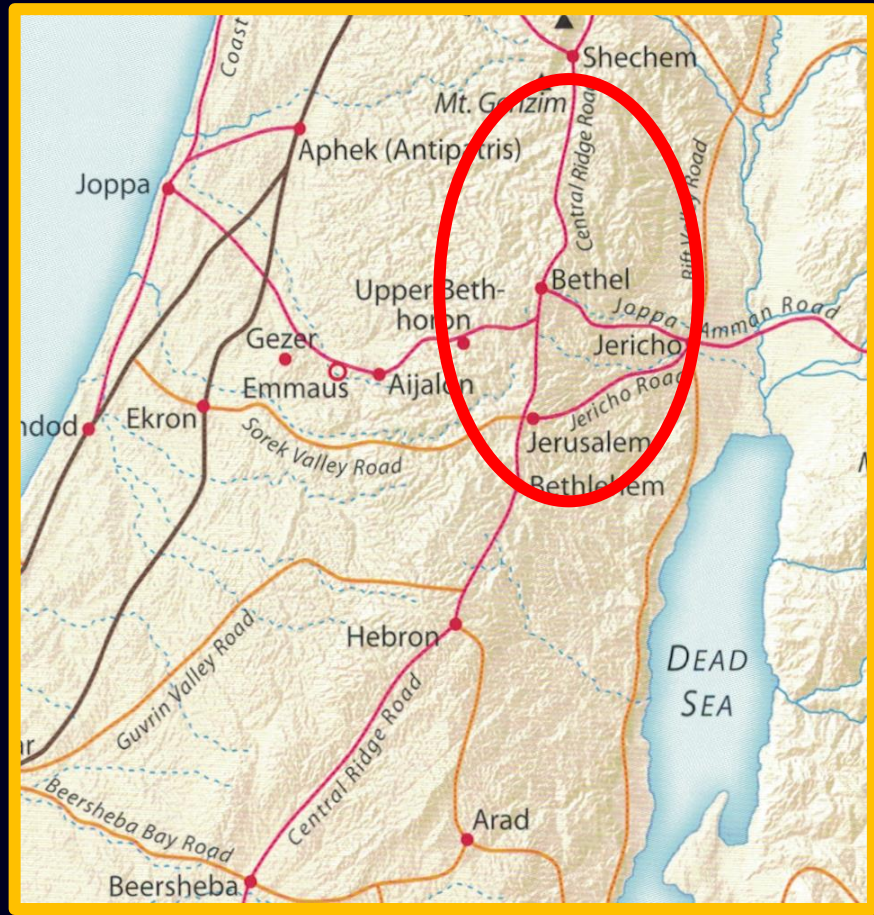 Coast
Shechem
Mt. Gerizim
Central Ridge Road
Aphek (Antipatris)
Rift Valley Road
Joppa
Bethel
Upper Beth-
horon
Joppa Amman Road
Gezer
Jericho
Emmaus
Aijalon
Jericho Road
ndod
Ekron
Sorek Valley Road
Jerusalem
Bethlehem
Hebron
DEAD
SEA
Guvrin Valley Road
Central Ridge Road
Beersheba Bay Road
Arad
Beersheba